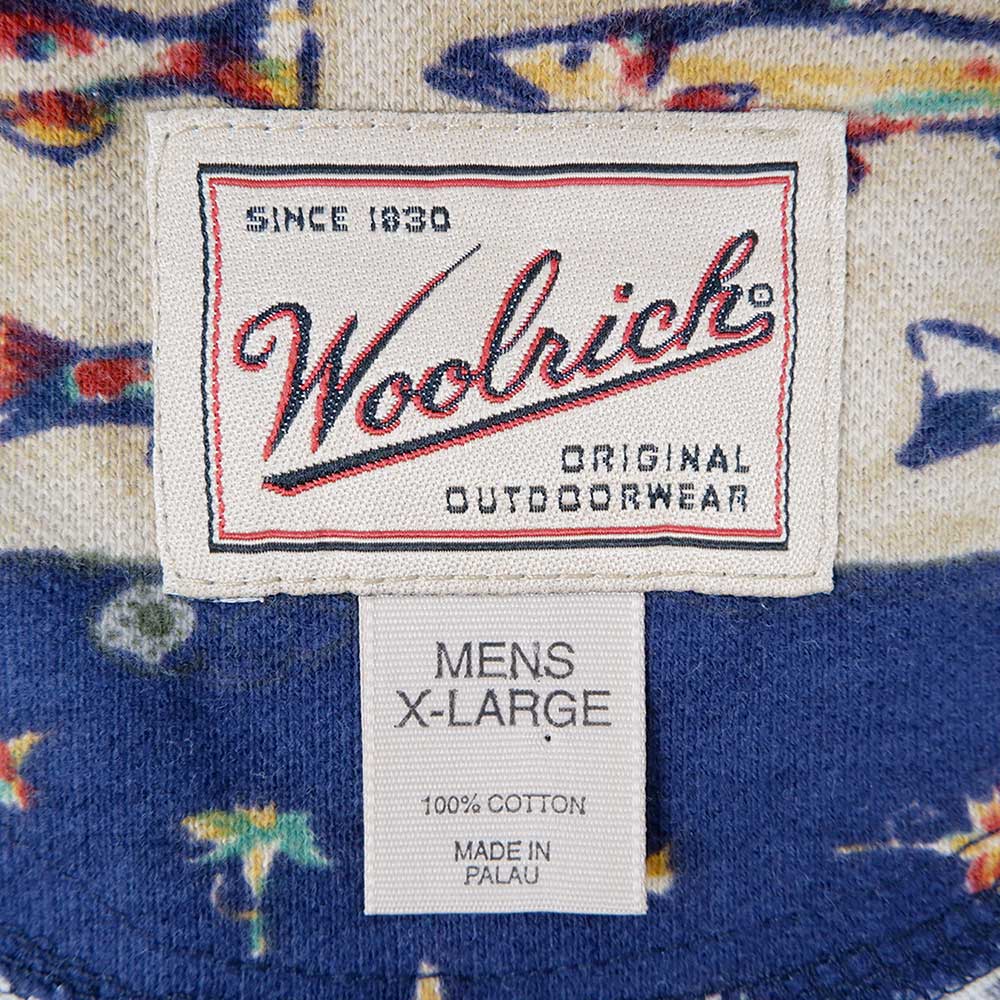 SINCE 1830
Woolrich®
ORIGINAL
OUTDOORWEAR
MENS
X-LARGE
100% COTTON
MADE IN
PALAU